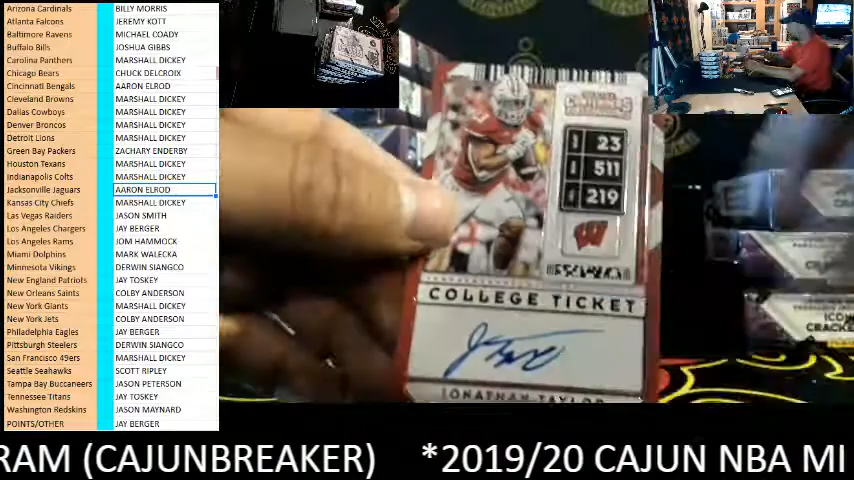 Arizona Cardinals BILLY MORRIS
Atlanta Falcons JEREMY KOTT
Baltimore Ravens MICHAEL COADY
Buffalo Bills JOSHUA GIBBS
Carolina Panthers MARSHALL DICKEY
Chicago Bears CHUCK DELCROIX
Cincinnati Bengals AARON ELROD
Cleveland Browns MARSHALL DICKEY
Dallas Cowboys MARSHALL DICKEY
Denver Broncos MARSHALL DICKEY
Detroit Lions MARSHALL DICKEY
Green Bay Packers ZACHARY ENDERBY
Houston Texans MARSHALL DICKEY
Indianapolis Colts MARSHALL DICKEY
Jacksonville Jaguars AARON ELROD
Kansas City Chiefs MARSHALL DICKEY
Las Vegas Raiders JASON SMITH
Los Angeles Chargers JAY BERGER
Los Angeles Rams JOM HAMMOCK
Miami Dolphins MARK WALECKA
Minnesota Vikings DERWIN SIANGCO
New England Patriots JAY TOSKEY
New Orleans Saints COLBY ANDERSON
New York Giants MARSHALL DICKEY
New York Jets COLBY ANDERSON
Philadelphia Eagles JAY BERGER
Pittsburgh Steelers DERWIN SIANGCO
San Francisco 49ers MARSHALL DICKEY
Seattle Seahawks SCOTT RIPLEY
Tampa Bay Buccaneers JASON PETERSON
Tennessee Titans JAY TOSKEY
Washington Redskins JASON MAYNARD
POINTS/OTHER JAY BERGER
23
511
219
W
COLLEGE TICKET
JONATHAN TAYLOR
ICON
CRACKE
RAM (CAJUNBREAKER) *2019/20 CAJUN NBA MI